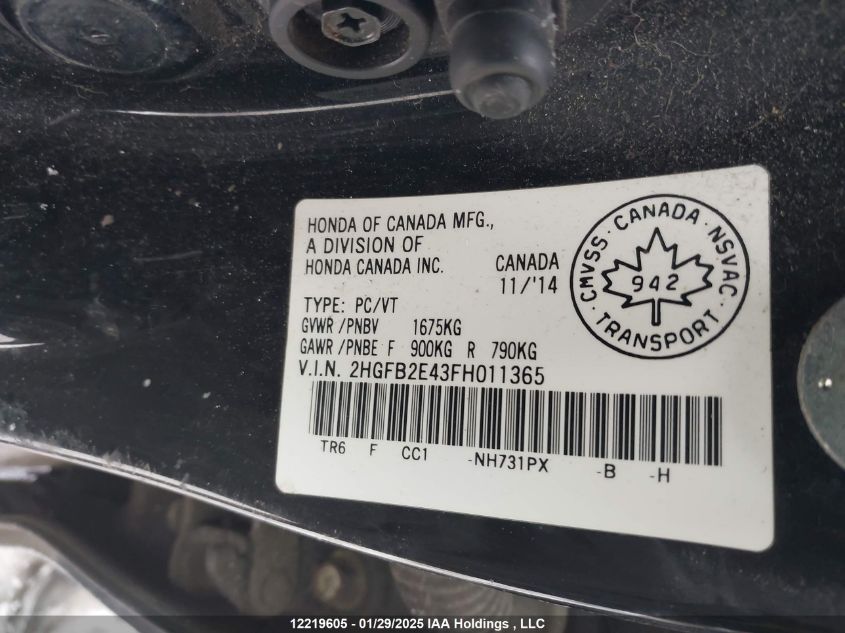 HONDA OF CANADA MFG.,
A DIVISION OF
HONDA CANADA INC. CANADA
11/'14
TYPE: PC/VT
GVWR /PNBV 1675KG
GAWR /PNBE F 900KG R 790KG
V.I.N. 2HGFB2E43FH011365
TR6 F CC1 -NH731PX -B -H
CMVSS · CANADA · NSVAC
942
· TRANSPORT ·
12219605 - 01/29/2025 IAA Holdings , LLC